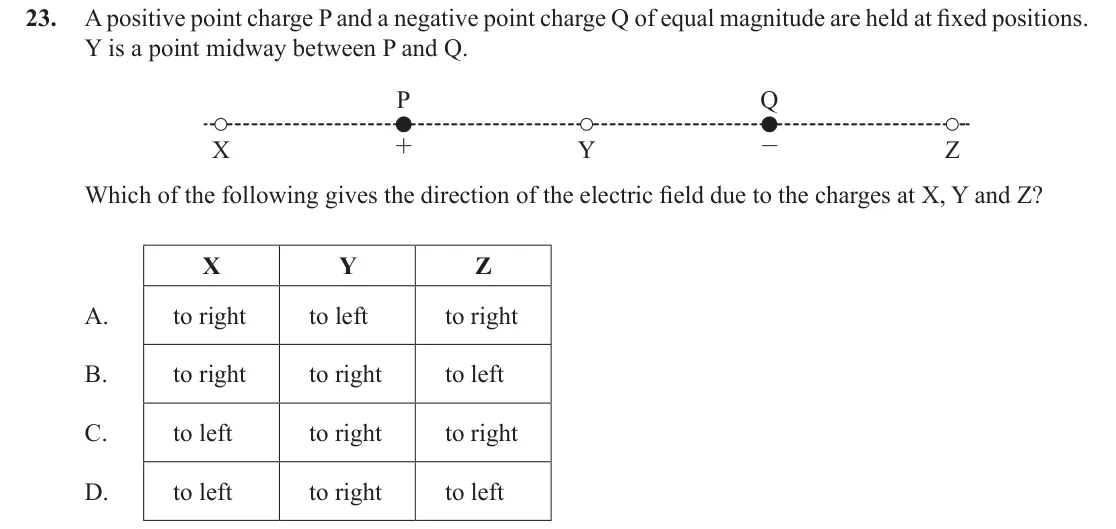 23. A positive point charge P and a negative point charge Q of equal magnitude are held at fixed positions.
Y is a point midway between P and Q.
P Q
X + Y − Z
Which of the following gives the direction of the electric field due to the charges at X, Y and Z?
X Y Z
A. to right to left to right
B. to right to right to left
C. to left to right to right
D. to left to right to left